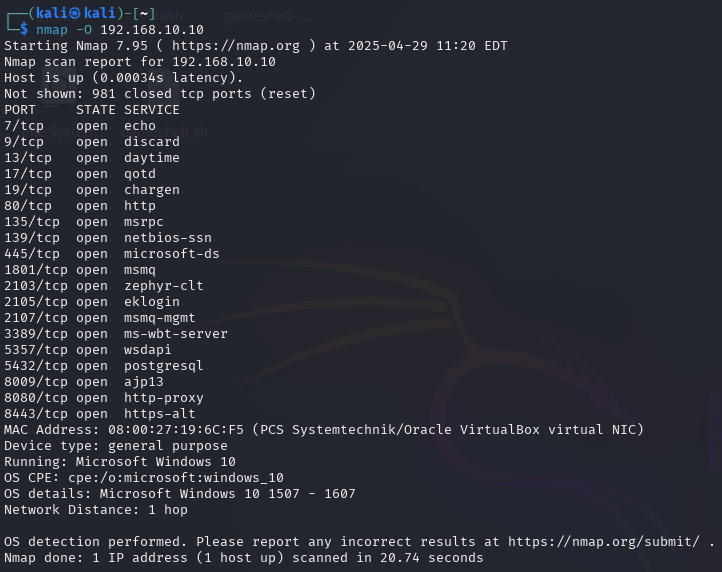 (kali㉿kali)-[~]
$ nmap -O 192.168.10.10
Starting Nmap 7.95 ( https://nmap.org ) at 2025-04-29 11:20 EDT
Nmap scan report for 192.168.10.10
Host is up (0.00034s latency).
Not shown: 981 closed tcp ports (reset)
PORT     STATE SERVICE
7/tcp    open  echo
9/tcp    open  discard
13/tcp   open  daytime
17/tcp   open  qotd
19/tcp   open  chargen
80/tcp   open  http
135/tcp  open  msrpc
139/tcp  open  netbios-ssn
445/tcp  open  microsoft-ds
1801/tcp open  msmq
2103/tcp open  zephyr-clt
2105/tcp open  eklogin
2107/tcp open  msmq-mgmt
3389/tcp open  ms-wbt-server
5357/tcp open  wsdapi
5432/tcp open  postgresql
8009/tcp open  ajp13
8080/tcp open  http-proxy
8443/tcp open  https-alt
MAC Address: 08:00:27:19:6C:F5 (PCS Systemtechnik/Oracle VirtualBox virtual NIC)
Device type: general purpose
Running: Microsoft Windows 10
OS CPE: cpe:/o:microsoft:windows_10
OS details: Microsoft Windows 10 1507 - 1607
Network Distance: 1 hop

OS detection performed. Please report any incorrect results at https://nmap.org/submit/ .
Nmap done: 1 IP address (1 host up) scanned in 20.74 seconds